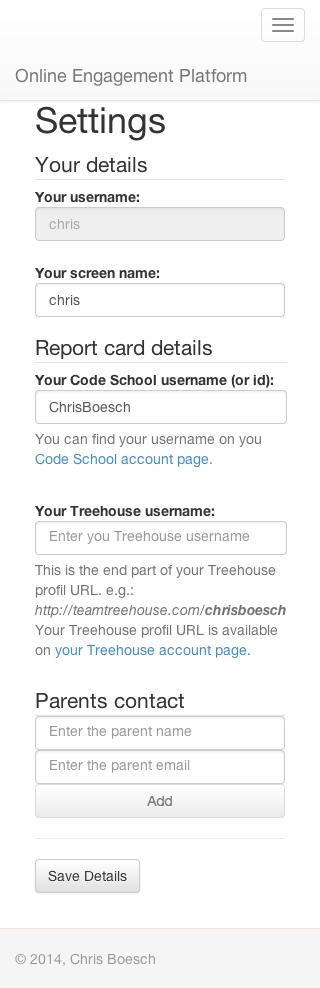 Online Engagement Platform
Settings
Your details
Your username:
chris
Your screen name:
chris
Report card details
Your Code School username (or id):
ChrisBoesch
You can find your username on you
Code School account page.
Your Treehouse username:
Enter you Treehouse username
This is the end part of your Treehouse
profil URL. e.g.:
http://teamtreehouse.com/chrisboesch
Your Treehouse profil URL is available
on your Treehouse account page.
Parents contact
Enter the parent name
Enter the parent email
Add
Save Details
© 2014, Chris Boesch